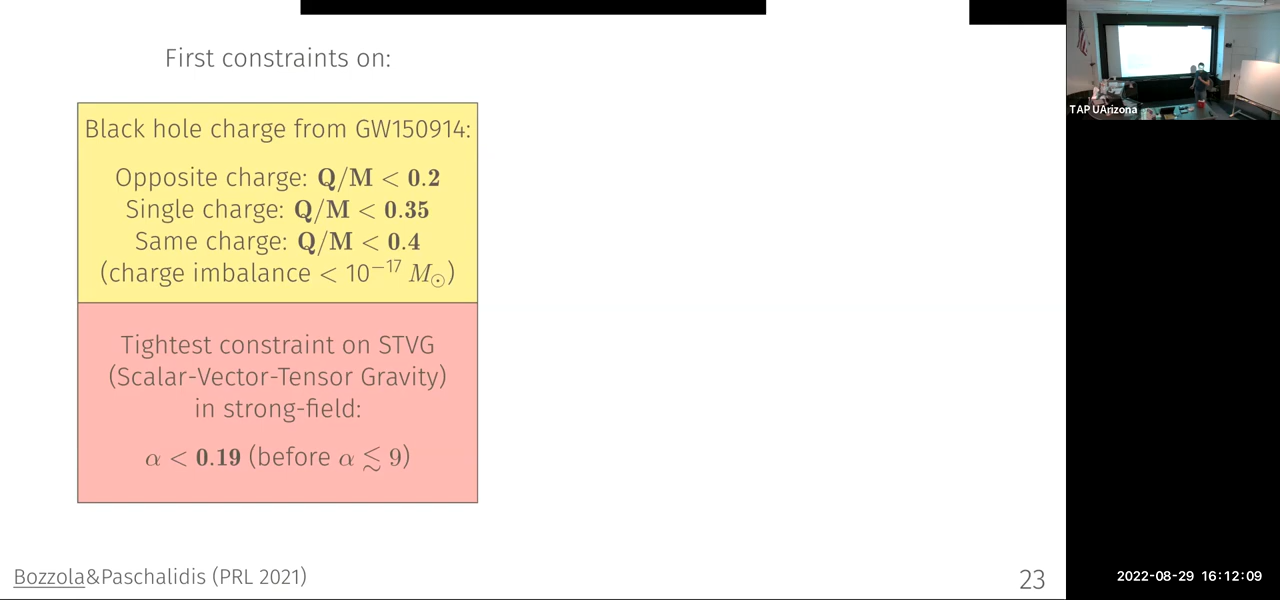 First constraints on:
Black hole charge from GW150914:
Opposite charge: Q/M < 0.2
Single charge: Q/M < 0.35
Same charge: Q/M < 0.4
(charge imbalance < 10⁻¹⁷ M☉)
Tightest constraint on STVG
(Scalar-Vector-Tensor Gravity)
in strong-field:
α < 0.19 (before α ≲ 9)
Bozzola&Paschalidis (PRL 2021)
23
TAP UArizona
2022-08-29 16:12:09